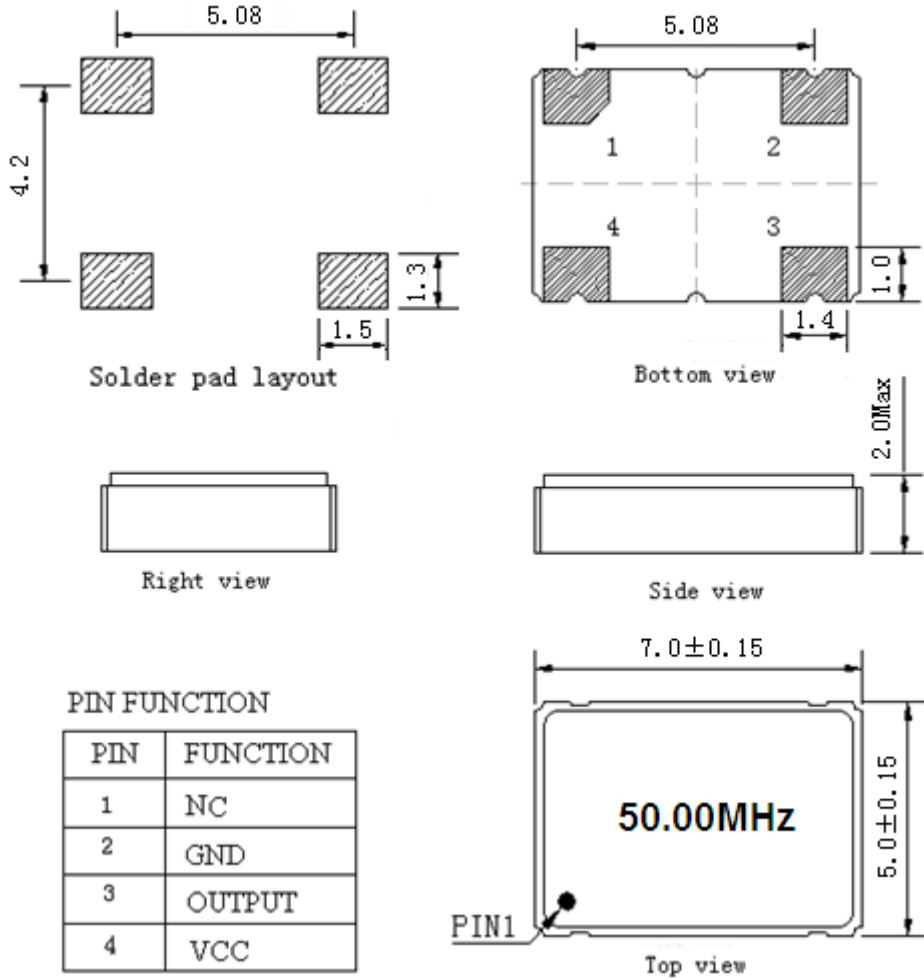 5.08
4.2
1.3
1.5
Solder pad layout
5.08
1 2
4 3
1.0
1.4
Bottom view
Right view
2.0Max
Side view
PIN FUNCTION
PIN FUNCTION
1 NC
2 GND
3 OUTPUT
4 VCC
7.0±0.15
50.00MHz
5.0±0.15
PIN1
Top view